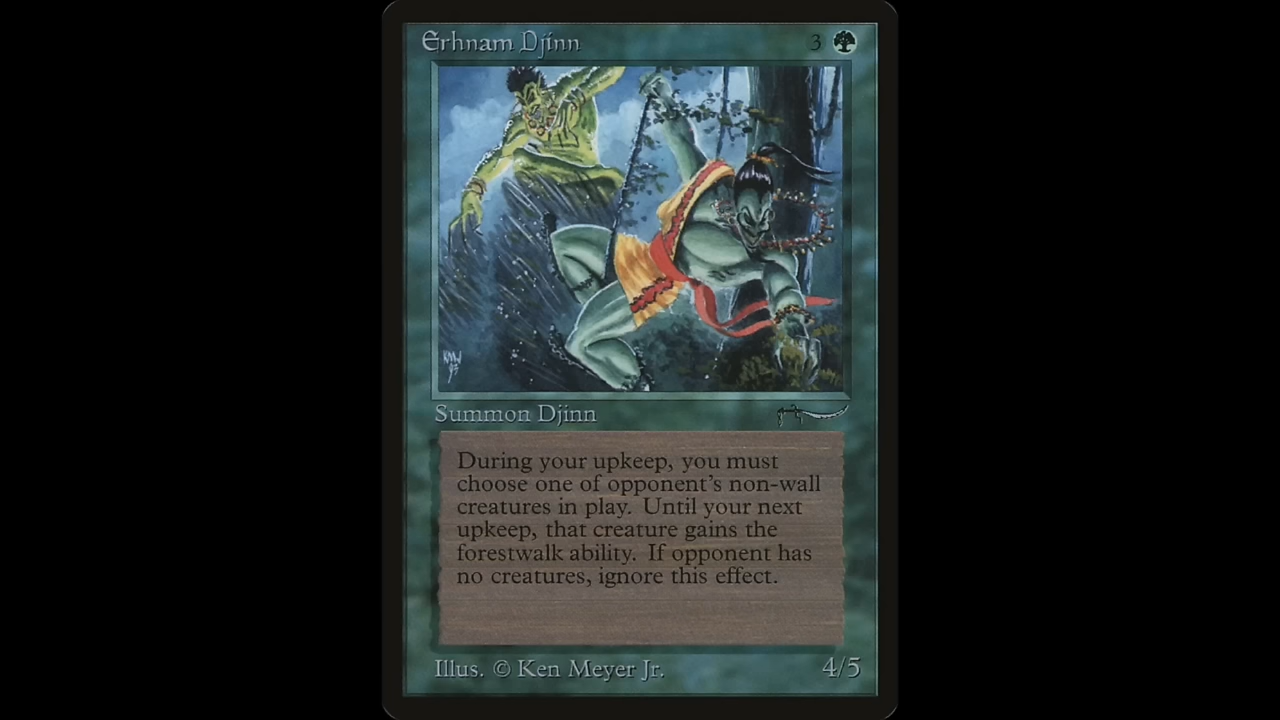 Erhnam Djinn 3
Summon Djinn
During your upkeep, you must
choose one of opponent's non-wall
creatures in play. Until your next
upkeep, that creature gains the
forestwalk ability. If opponent has
no creatures, ignore this effect.
Illus. © Ken Meyer Jr. 4/5